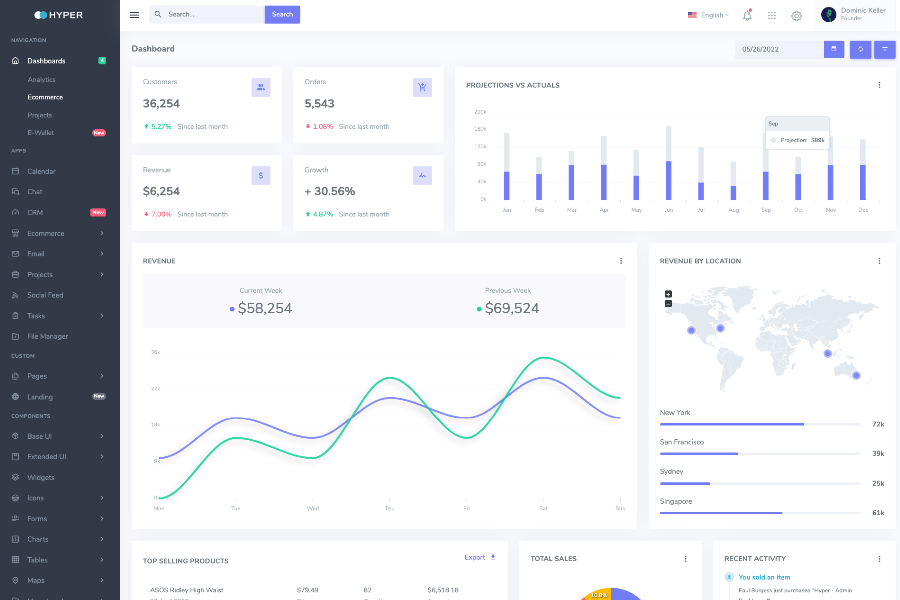 HYPER
Search...
Search
English
Dominic Keller
Founder
NAVIGATION
Dashboards
4
Analytics
Ecommerce
Projects
E-Wallet
New
APPS
Calendar
Chat
CRM
New
Ecommerce
Email
Projects
Social Feed
Tasks
File Manager
CUSTOM
Pages
Landing
New
COMPONENTS
Base UI
Extended UI
Widgets
Icons
Forms
Charts
Tables
Maps
Dashboard
05/26/2022
Customers
36,254
5.27% Since last month
Orders
5,543
1.08% Since last month
Revenue
$6,254
$
7.00% Since last month
Growth
+ 30.56%
4.87% Since last month
PROJECTIONS VS ACTUALS
200k
160k
120k
80k
40k
0k
Sep
Projection: $89k
Jan Feb Mar Apr May Jun Jul Aug Sep Oct Nov Dec
REVENUE
Current Week
$58,254
Previous Week
$69,524
36k
27k
18k
9k
0k
Mon Tue Wed Thu Fri Sat Sun
REVENUE BY LOCATION
+
−
New York
72k
San Francisco
39k
Sydney
25k
Singapore
61k
TOP SELLING PRODUCTS
Export
ASOS Ridley High Waist $79.49 82 $6,518.18
TOTAL SALES
10.8%
RECENT ACTIVITY
You sold an item
Paul Burgess just purchased "Hyper - Admin